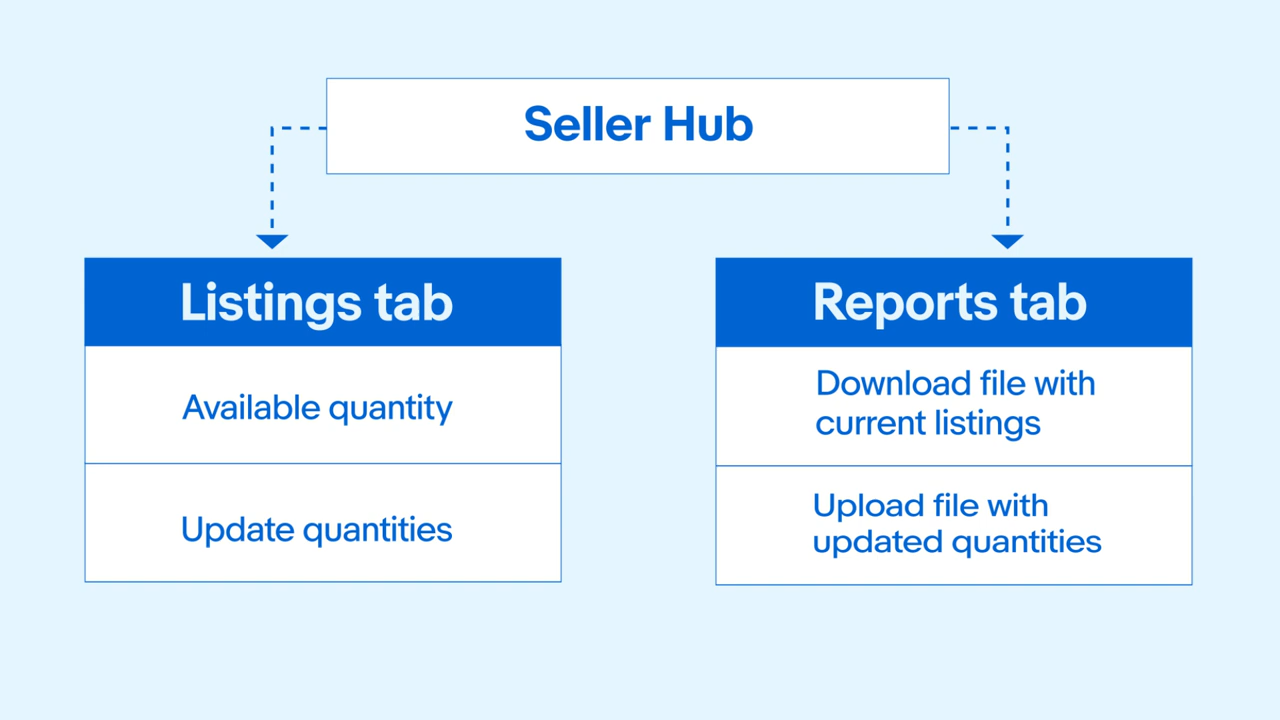 Seller Hub
Listings tab
Available quantity
Update quantities
Reports tab
Download file with
current listings
Upload file with
updated quantities